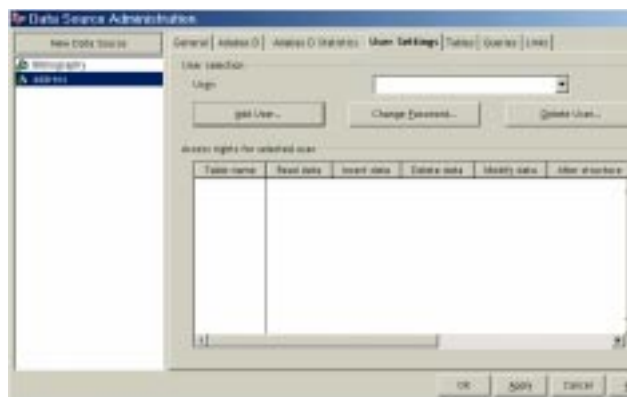 Data Source Administration
New Data Source
General Adabas D Adabas D Statistics User Settings Tables Queries Links
Bibliography
Address
User selection
User
Add User... Change Password... Delete User...
Access rights for selected user
Table name Read data Insert data Delete data Modify data Alter structure
OK Apply Cancel